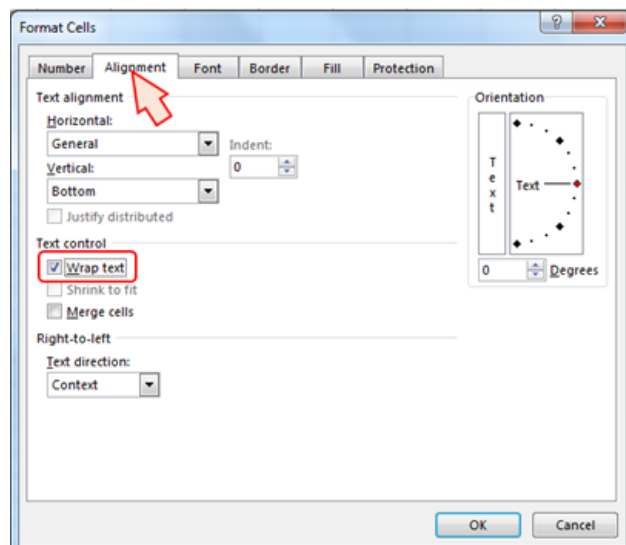 Format Cells
Number Alignment Font Border Fill Protection
Text alignment
Horizontal:
General
Indent:
Vertical:
0
Bottom
Justify distributed
Text control
Wrap text
Shrink to fit
Merge cells
Right-to-left
Text direction:
Context
Orientation
Text
Text
0 Degrees
OK Cancel